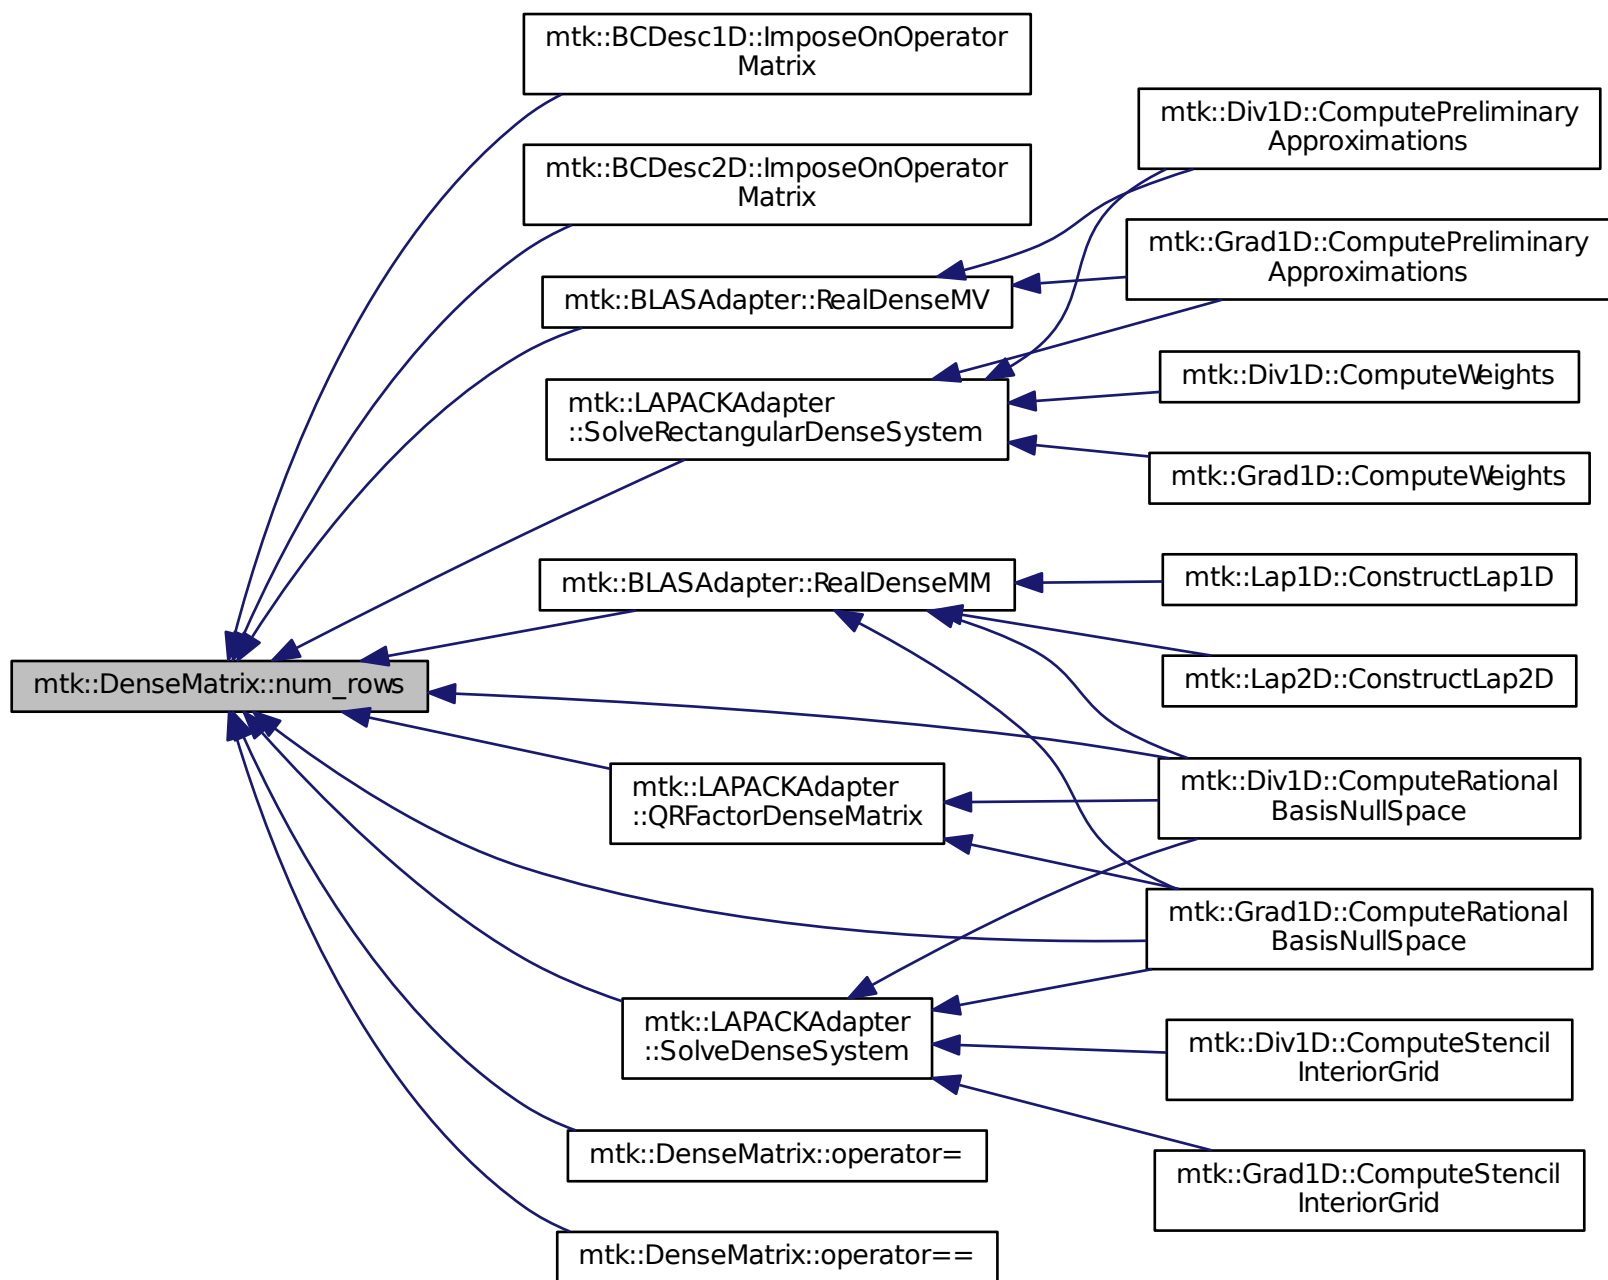 mtk::BCDesc1D::ImposeOnOperator
Matrix
mtk::BCDesc2D::ImposeOnOperator
Matrix
mtk::BLASAdapter::RealDenseMV
mtk::LAPACKAdapter
::SolveRectangularDenseSystem
mtk::BLASAdapter::RealDenseMM
mtk::DenseMatrix::num_rows
mtk::LAPACKAdapter
::QRFactorDenseMatrix
mtk::LAPACKAdapter
::SolveDenseSystem
mtk::DenseMatrix::operator=
mtk::DenseMatrix::operator==
mtk::Div1D::ComputePreliminary
Approximations
mtk::Grad1D::ComputePreliminary
Approximations
mtk::Div1D::ComputeWeights
mtk::Grad1D::ComputeWeights
mtk::Lap1D::ConstructLap1D
mtk::Lap2D::ConstructLap2D
mtk::Div1D::ComputeRational
BasisNullSpace
mtk::Grad1D::ComputeRational
BasisNullSpace
mtk::Div1D::ComputeStencil
InteriorGrid
mtk::Grad1D::ComputeStencil
InteriorGrid